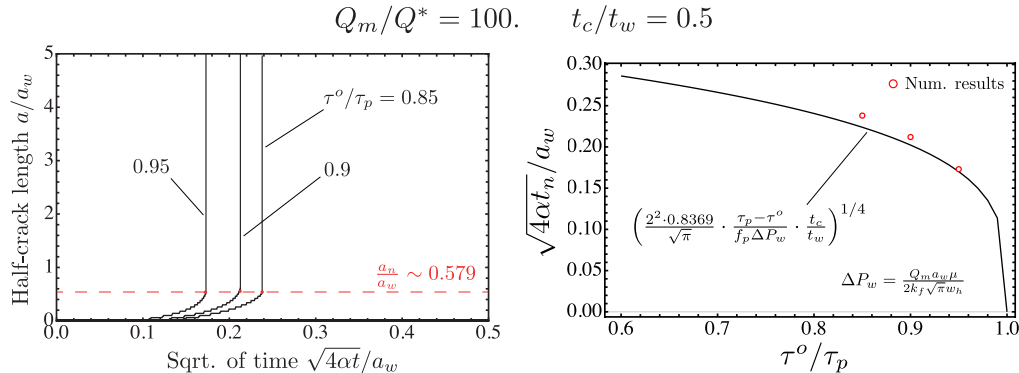 Q_m/Q* = 100. t_c/t_w = 0.5
Half-crack length a/a_w
5
4
3
2
1
0
τ^o/τ_p = 0.85
0.95
0.9
a_n/a_w ~ 0.579
0.0 0.1 0.2 0.3 0.4 0.5
Sqrt. of time √4αt/a_w
√4αt_n/a_w
0.30
0.25
0.20
0.15
0.10
0.05
0.00
Num. results
(2^2·0.8369/√π · τ_p−τ^o/f_pΔP_w · t_c/t_w)^1/4
ΔP_w = Q_m a_w μ/2k_f√πw_h
0.6 0.7 0.8 0.9 1.0
τ^o/τ_p